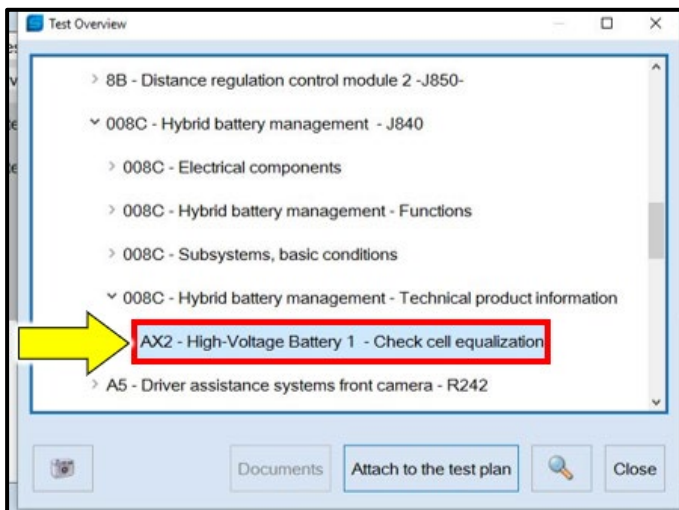 Test Overview
8B - Distance regulation control module 2 -J850-
008C - Hybrid battery management - J840
008C - Electrical components
008C - Hybrid battery management - Functions
008C - Subsystems, basic conditions
008C - Hybrid battery management - Technical product information
AX2 - High-Voltage Battery 1 - Check cell equalization
A5 - Driver assistance systems front camera - R242
Documents Attach to the test plan Close